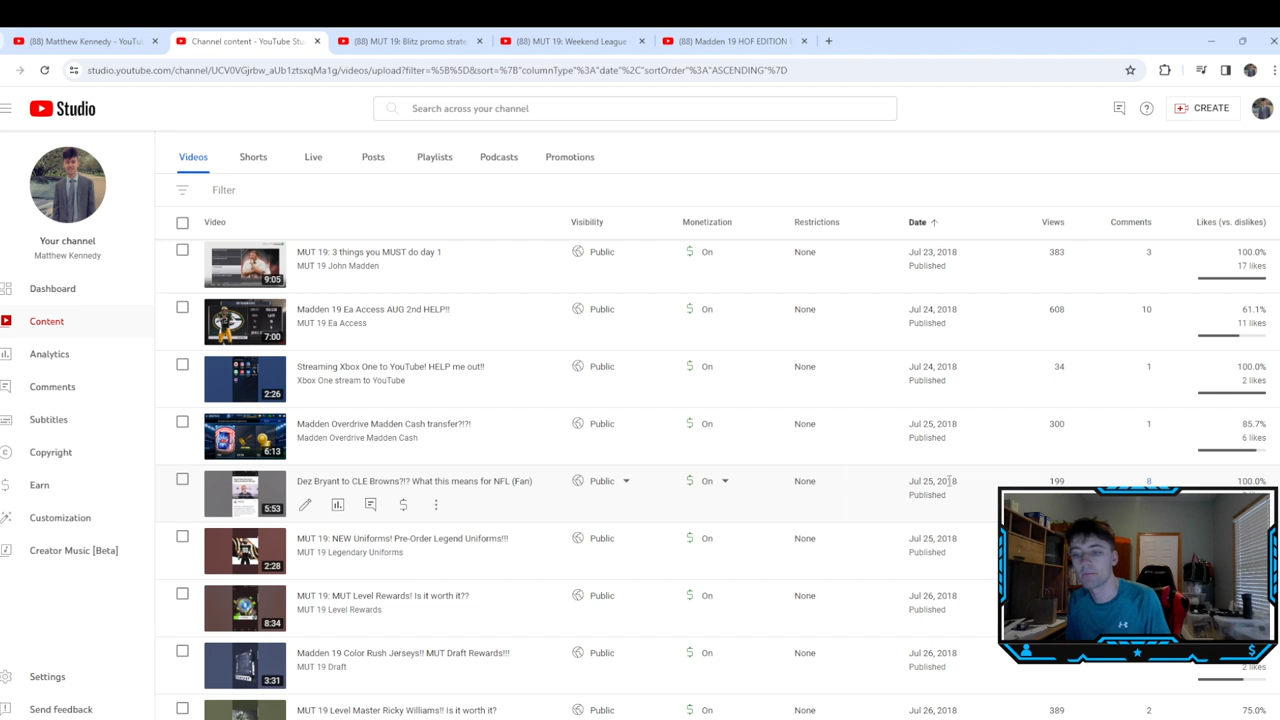 (88) Matthew Kennedy - YouTu
Channel content - YouTube Stu
(88) MUT 19: Blitz promo strate
(88) MUT 19: Weekend League
(88) Madden 19 HOF EDITION
studio.youtube.com/channel/UCV0VGjrbw_aUb1ztsxqMa1g/videos/upload?filter=%5B%5D&sort=%7B"columnType"%3A"date"%2C"sortOrder"%3A"ASCENDING"%7D
Studio
Search across your channel
CREATE
Your channel
Matthew Kennedy
Dashboard
Content
Analytics
Comments
Subtitles
Copyright
Earn
Customization
Creator Music [Beta]
Settings
Send feedback
Videos Shorts Live Posts Playlists Podcasts Promotions
Filter
Video Visibility Monetization Restrictions Date Views Comments Likes (vs. dislikes)
MUT 19: 3 things you MUST do day 1 Public On None Jul 23, 2018 383 3 100.0%
9:05 MUT 19 John Madden Published 17 likes
Madden 19 Ea Access AUG 2nd HELP!! Public On None Jul 24, 2018 608 10 61.1%
7:00 MUT 19 Ea Access Published 11 likes
Streaming Xbox One to YouTube! HELP me out!! Public On None Jul 24, 2018 34 1 100.0%
2:26 Xbox One stream to YouTube Published 2 likes
Madden Overdrive Madden Cash transfer?!?! Public On None Jul 25, 2018 300 1 85.7%
6:13 Madden Overdrive Madden Cash Published 6 likes
Dez Bryant to CLE Browns?!? What this means for NFL (Fan) Public On None Jul 25, 2018 199 8 100.0%
5:53 Published
MUT 19: NEW Uniforms! Pre-Order Legend Uniforms!!! Public On None Jul 25, 2018
2:28 MUT 19 Legendary Uniforms Published
MUT 19: MUT Level Rewards! Is it worth it?? Public On None Jul 26, 2018
8:34 MUT 19 Level Rewards Published
Madden 19 Color Rush Jerseys!! MUT Draft Rewards!!! Public On None Jul 26, 2018
3:31 MUT 19 Draft Published 2 likes
MUT 19 Level Master Ricky Williams!! Is it worth it? Public On None Jul 26, 2018 389 2 75.0%